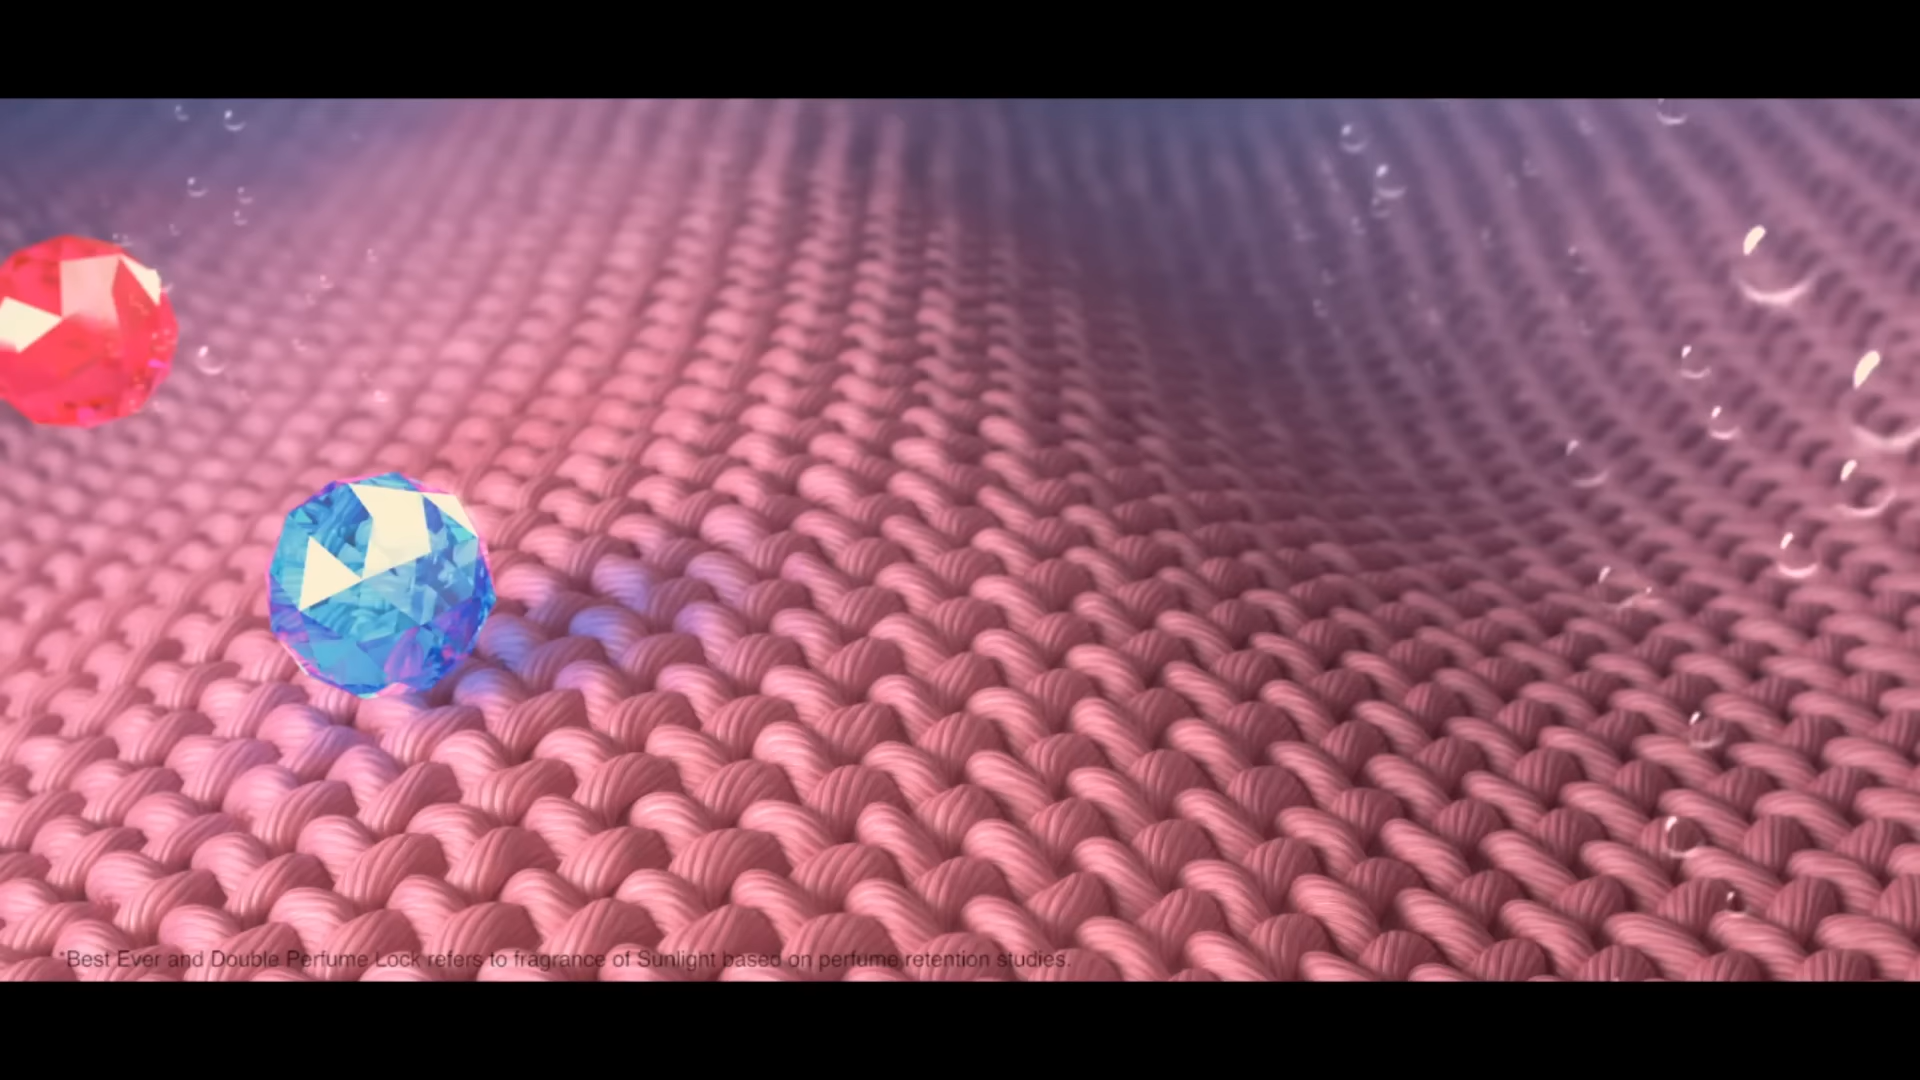 *Best Ever and Double Perfume Lock refers to fragrance of Sunlight based on perfume retention studies.